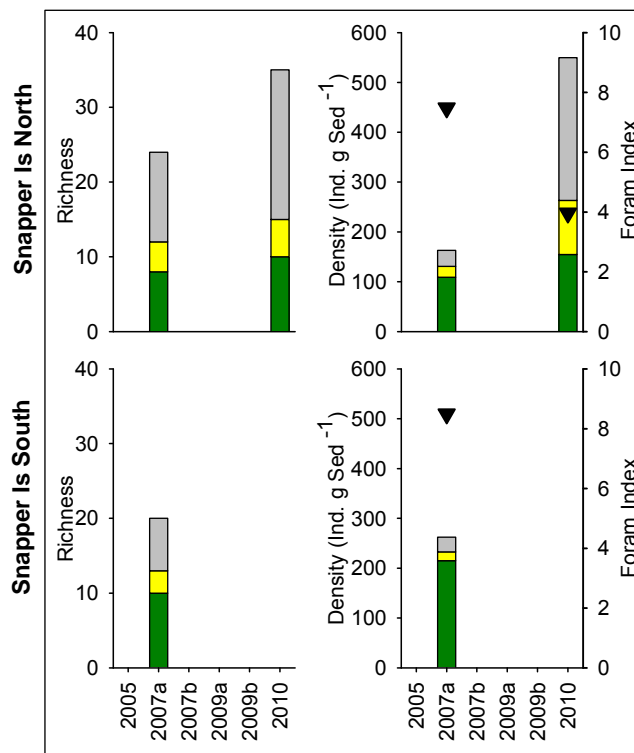 Snapper Is North
Richness
40
30
20
10
0
Density (Ind. g Sed -1)
600
500
400
300
200
100
0
10
8
6
4
2
0
Foram Index
Snapper Is South
Richness
40
30
20
10
0
2005
2007a
2007b
2009a
2009b
2010
Density (Ind. g Sed -1)
600
500
400
300
200
100
0
2005
2007a
2007b
2009a
2009b
2010
10
8
6
4
2
0
Foram Index